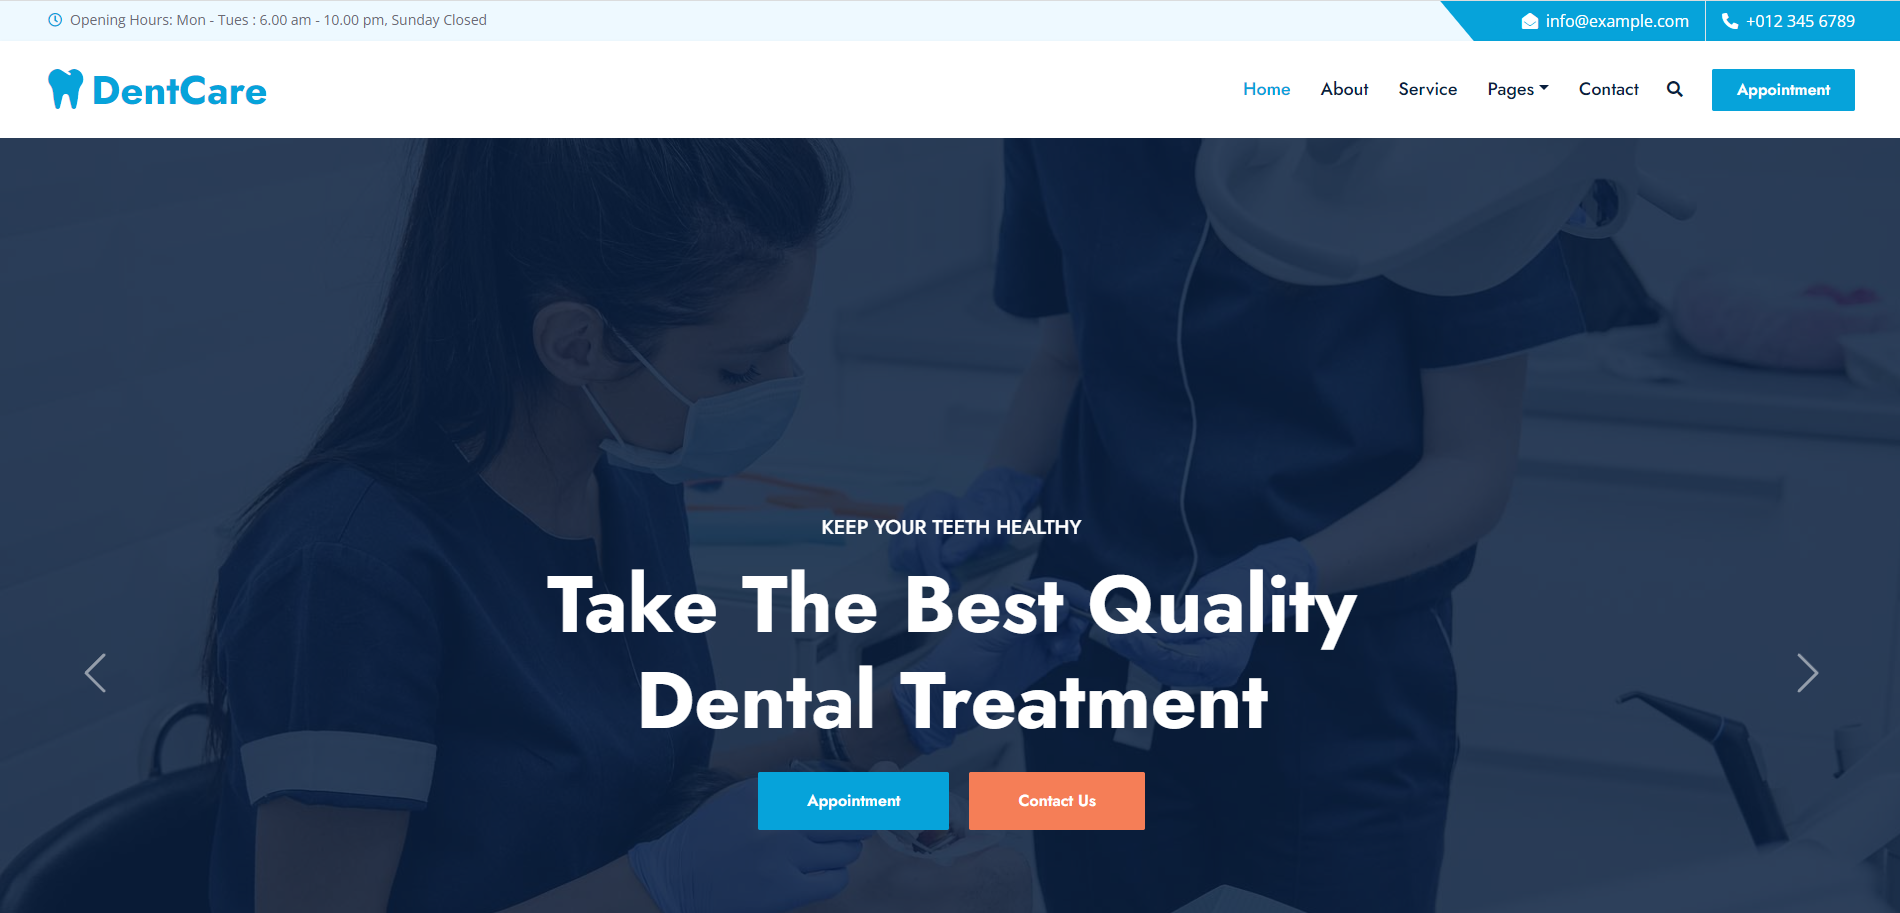 Opening Hours: Mon - Tues : 6.00 am - 10.00 pm, Sunday Closed
info@example.com
+012 345 6789
DentCare
Home
About
Service
Pages
Contact
Appointment
KEEP YOUR TEETH HEALTHY
Take The Best Quality
Dental Treatment
Appointment
Contact Us